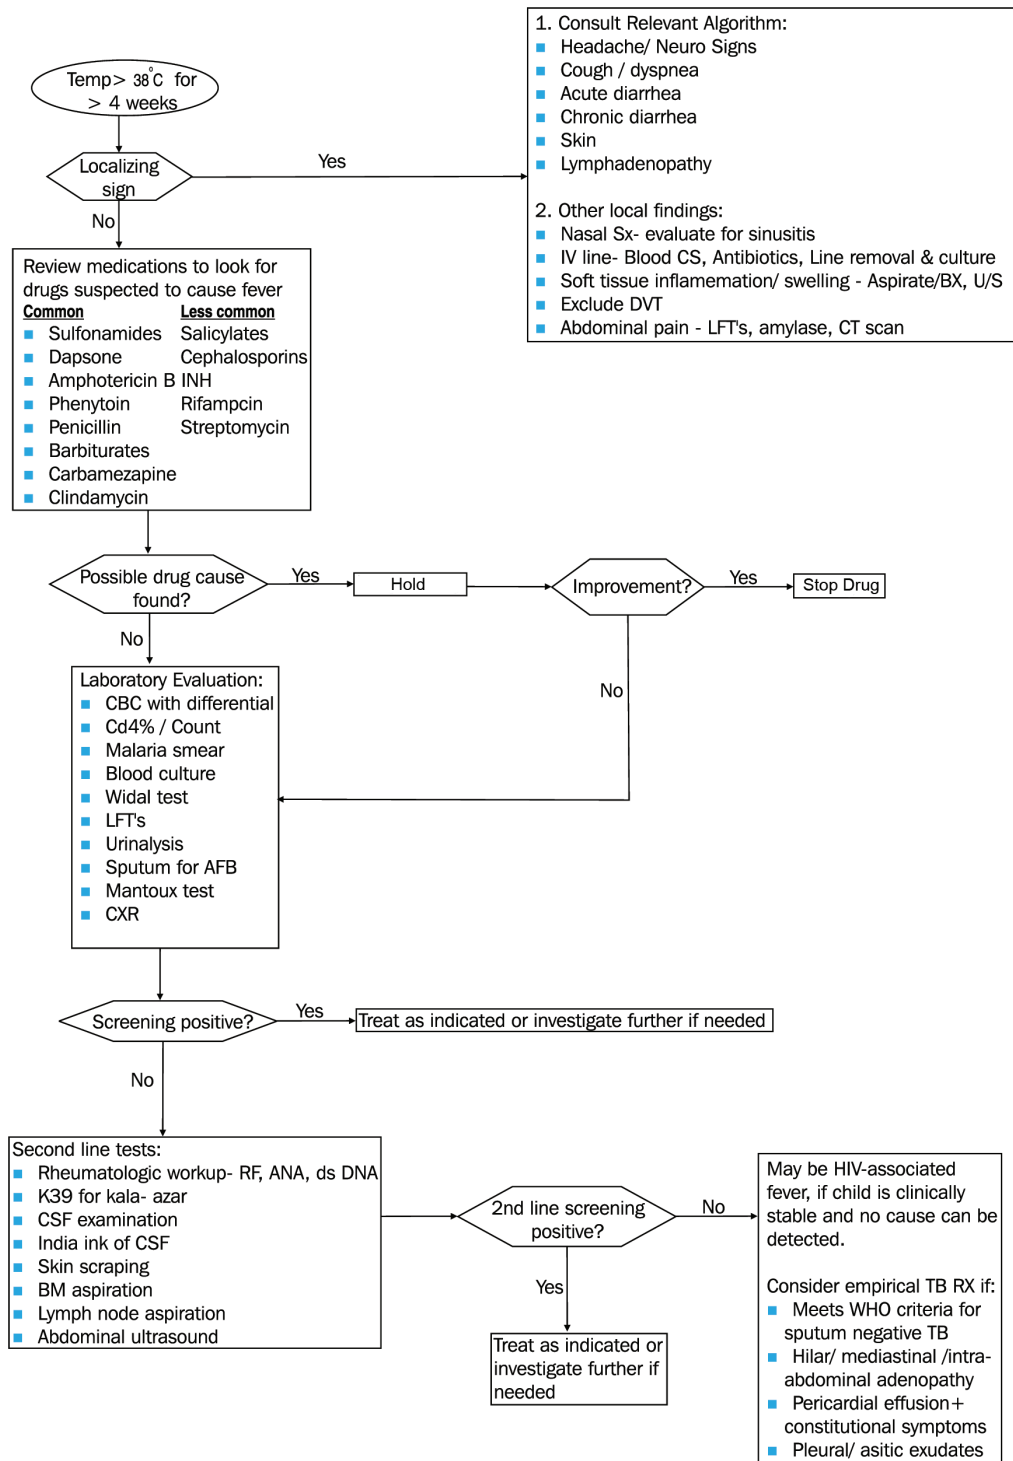 Temp> 38°C for
> 4 weeks
Localizing
sign
Yes
No
1. Consult Relevant Algorithm:
Headache/ Neuro Signs
Cough / dyspnea
Acute diarrhea
Chronic diarrhea
Skin
Lymphadenopathy
2. Other local findings:
Nasal Sx- evaluate for sinusitis
IV line- Blood CS, Antibiotics, Line removal & culture
Soft tissue inflamemation/ swelling - Aspirate/BX, U/S
Exclude DVT
Abdominal pain - LFT's, amylase, CT scan
Review medications to look for
drugs suspected to cause fever
Common Less common
Sulfonamides Salicylates
Dapsone Cephalosporins
Amphotericin B INH
Phenytoin Rifampcin
Penicillin Streptomycin
Barbiturates
Carbamezapine
Clindamycin
Possible drug cause
found?
Yes
Hold
Improvement?
Yes
Stop Drug
No
No
Laboratory Evaluation:
CBC with differential
Cd4% / Count
Malaria smear
Blood culture
Widal test
LFT's
Urinalysis
Sputum for AFB
Mantoux test
CXR
Screening positive?
Yes
Treat as indicated or investigate further if needed
No
Second line tests:
Rheumatologic workup- RF, ANA, ds DNA
K39 for kala- azar
CSF examination
India ink of CSF
Skin scraping
BM aspiration
Lymph node aspiration
Abdominal ultrasound
2nd line screening
positive?
No
Yes
Treat as indicated or
investigate further if
needed
May be HIV-associated
fever, if child is clinically
stable and no cause can be
detected.
Consider empirical TB RX if:
Meets WHO criteria for
sputum negative TB
Hilar/ mediastinal /intra-
abdominal adenopathy
Pericardial effusion+
constitutional symptoms
Pleural/ asitic exudates